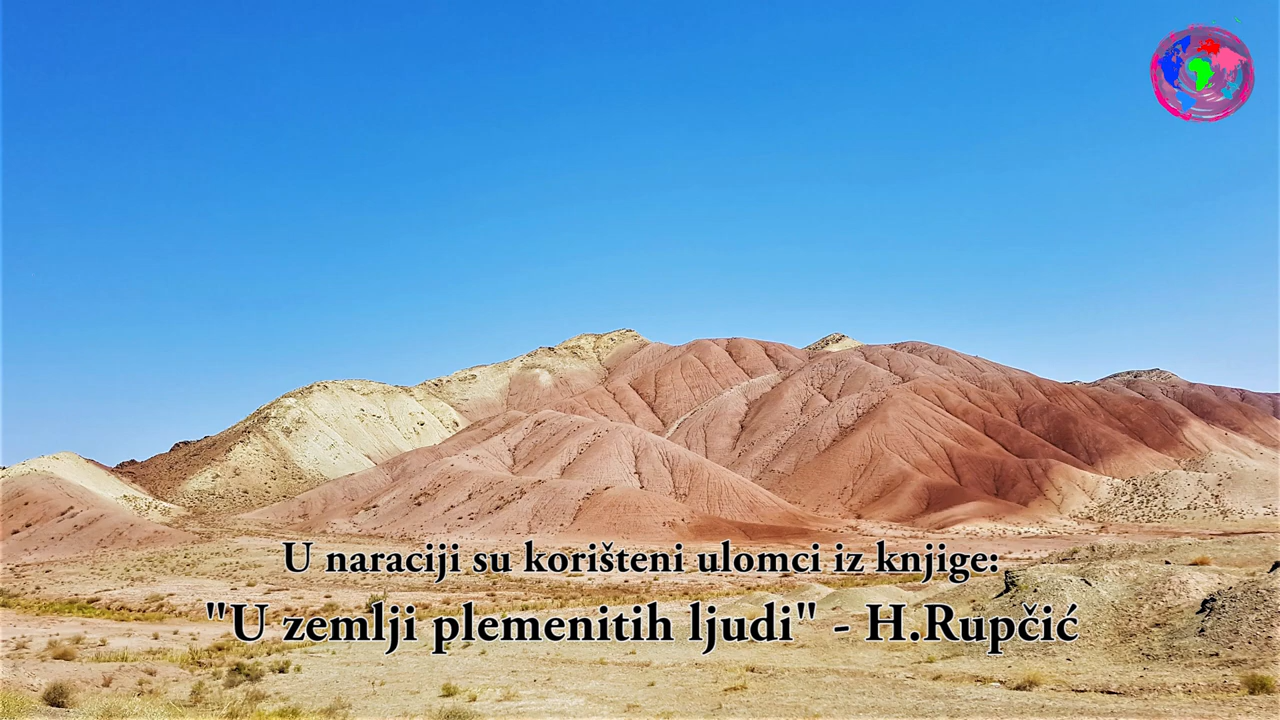 U naraciji su korišteni ulomci iz knjige:
"U zemlji plemenitih ljudi" - H.Rupčić